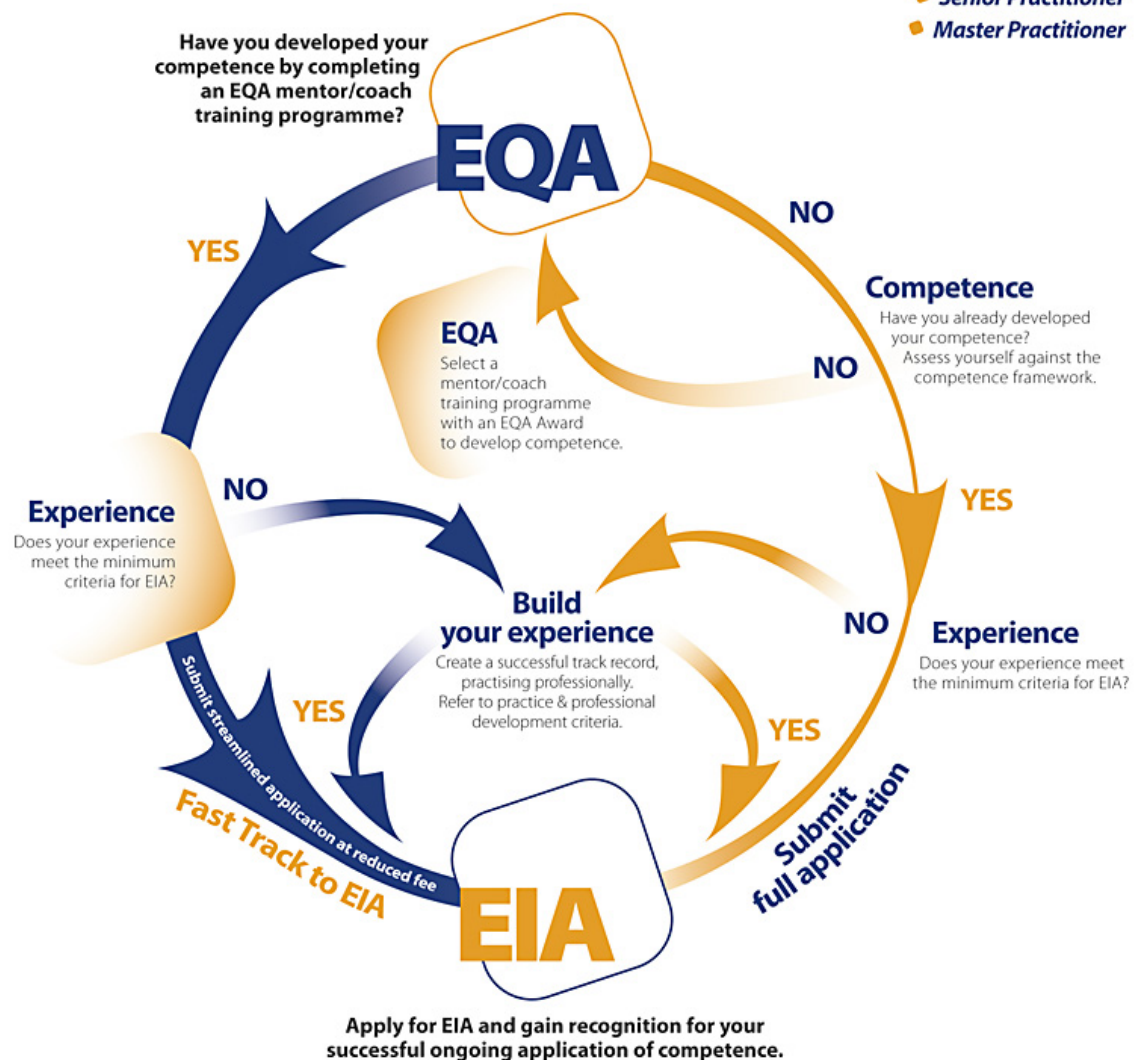 Senior Practitioner
Master Practitioner
Have you developed your
competence by completing
an EQA mentor/coach
training programme?
EQA
NO
YES
Competence
Have you already developed
your competence?
Assess yourself against the
competence framework.
NO
EQA
Select a
mentor/coach
training programme
with an EQA Award
to develop competence.
YES
NO
Experience
Does your experience
meet the minimum
criteria for EIA?
Build
your experience
Create a successful track record,
practising professionally.
Refer to practice & professional
development criteria.
NO
Experience
Does your experience meet
the minimum criteria for EIA?
YES
YES
Submit streamlined application at reduced fee
Fast Track to EIA
Submit
full application
EIA
Apply for EIA and gain recognition for your
successful ongoing application of competence.